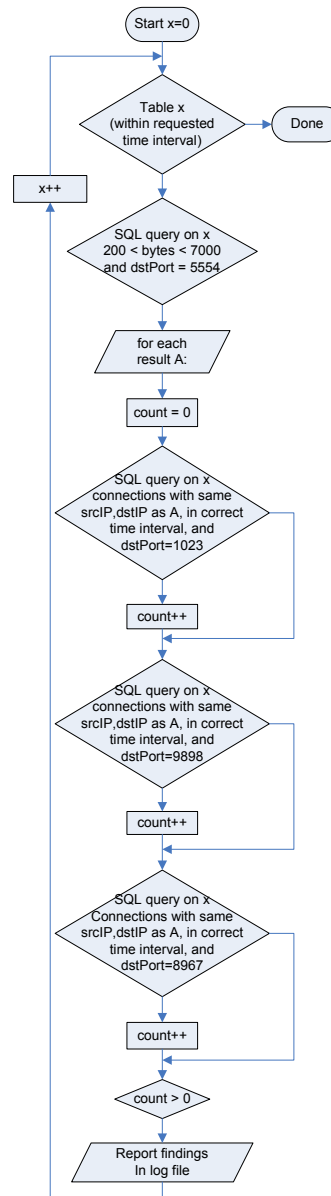 Start x=0
Table x
(within requested
time interval)
Done
x++
SQL query on x
200 < bytes < 7000
and dstPort = 5554
for each
result A:
count = 0
SQL query on x
connections with same
srcIP,dstIP as A, in correct
time interval, and
dstPort=1023
count++
SQL query on x
connections with same
srcIP,dstIP as A, in correct
time interval, and
dstPort=9898
count++
SQL query on x
Connections with same
srcIP,dstIP as A, in correct
time interval, and
dstPort=8967
count++
count > 0
Report findings
In log file